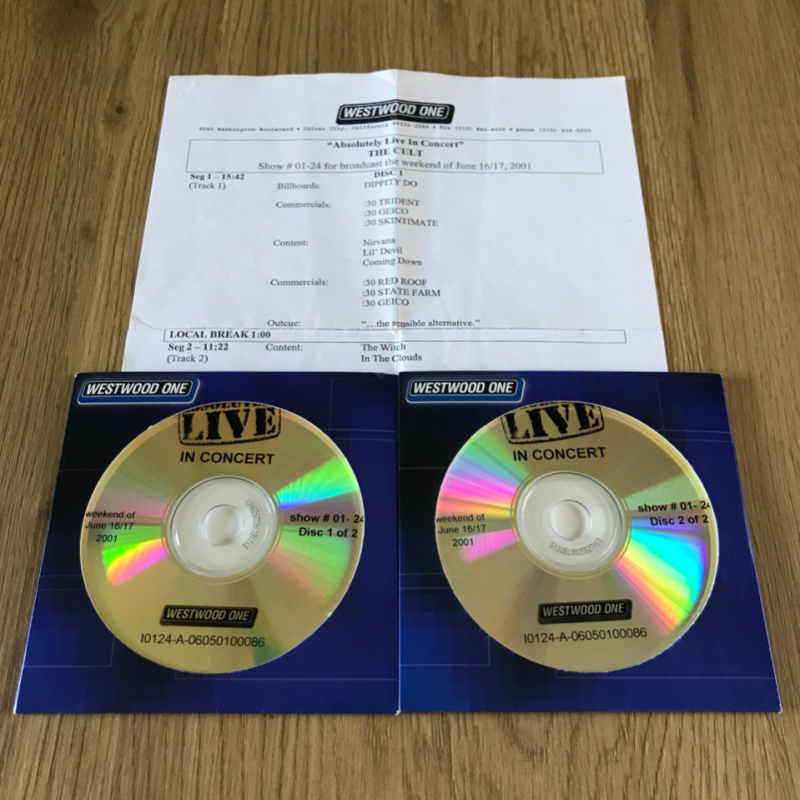 WESTWOOD ONE
Washington Boulevard • Culver City, California
"Absolutely Live In Concert"
THE CULT
Show # 01-24 for broadcast the weekend of June 16/17, 2001
Seg 1 – 15:42 DISC 1
(Track 1) Billboards: DIPPITY DO
Commercials: :30 TRIDENT
:30 GEICO
:30 SKINTIMATE
Content: Nirvana
Lil' Devil
Coming Down
Commercials: :30 RED ROOF
:30 STATE FARM
:30 GEICO
Outcue: "…the sensible alternative."
LOCAL BREAK 1:00
Seg 2 – 11:22 Content: The Witch
(Track 2) In The Clouds
WESTWOOD ONE
LIVE
IN CONCERT
weekend of
June 16/17
2001
show # 01- 24
Disc 1 of 2
WESTWOOD ONE
I0124-A-06050100086
WESTWOOD ONE
LIVE
IN CONCERT
weekend of
June 16/17
2001
show # 01- 24
Disc 2 of 2
WESTWOOD ONE
I0124-A-06050100086